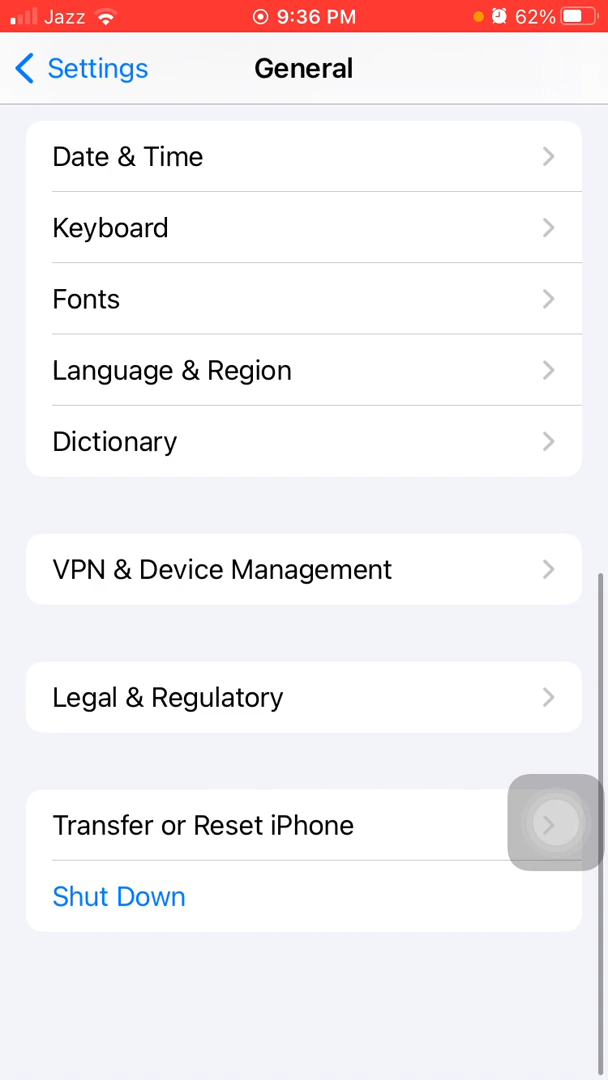 Jazz 9:36 PM 62%
Settings General
Date & Time
Keyboard
Fonts
Language & Region
Dictionary
VPN & Device Management
Legal & Regulatory
Transfer or Reset iPhone
Shut Down